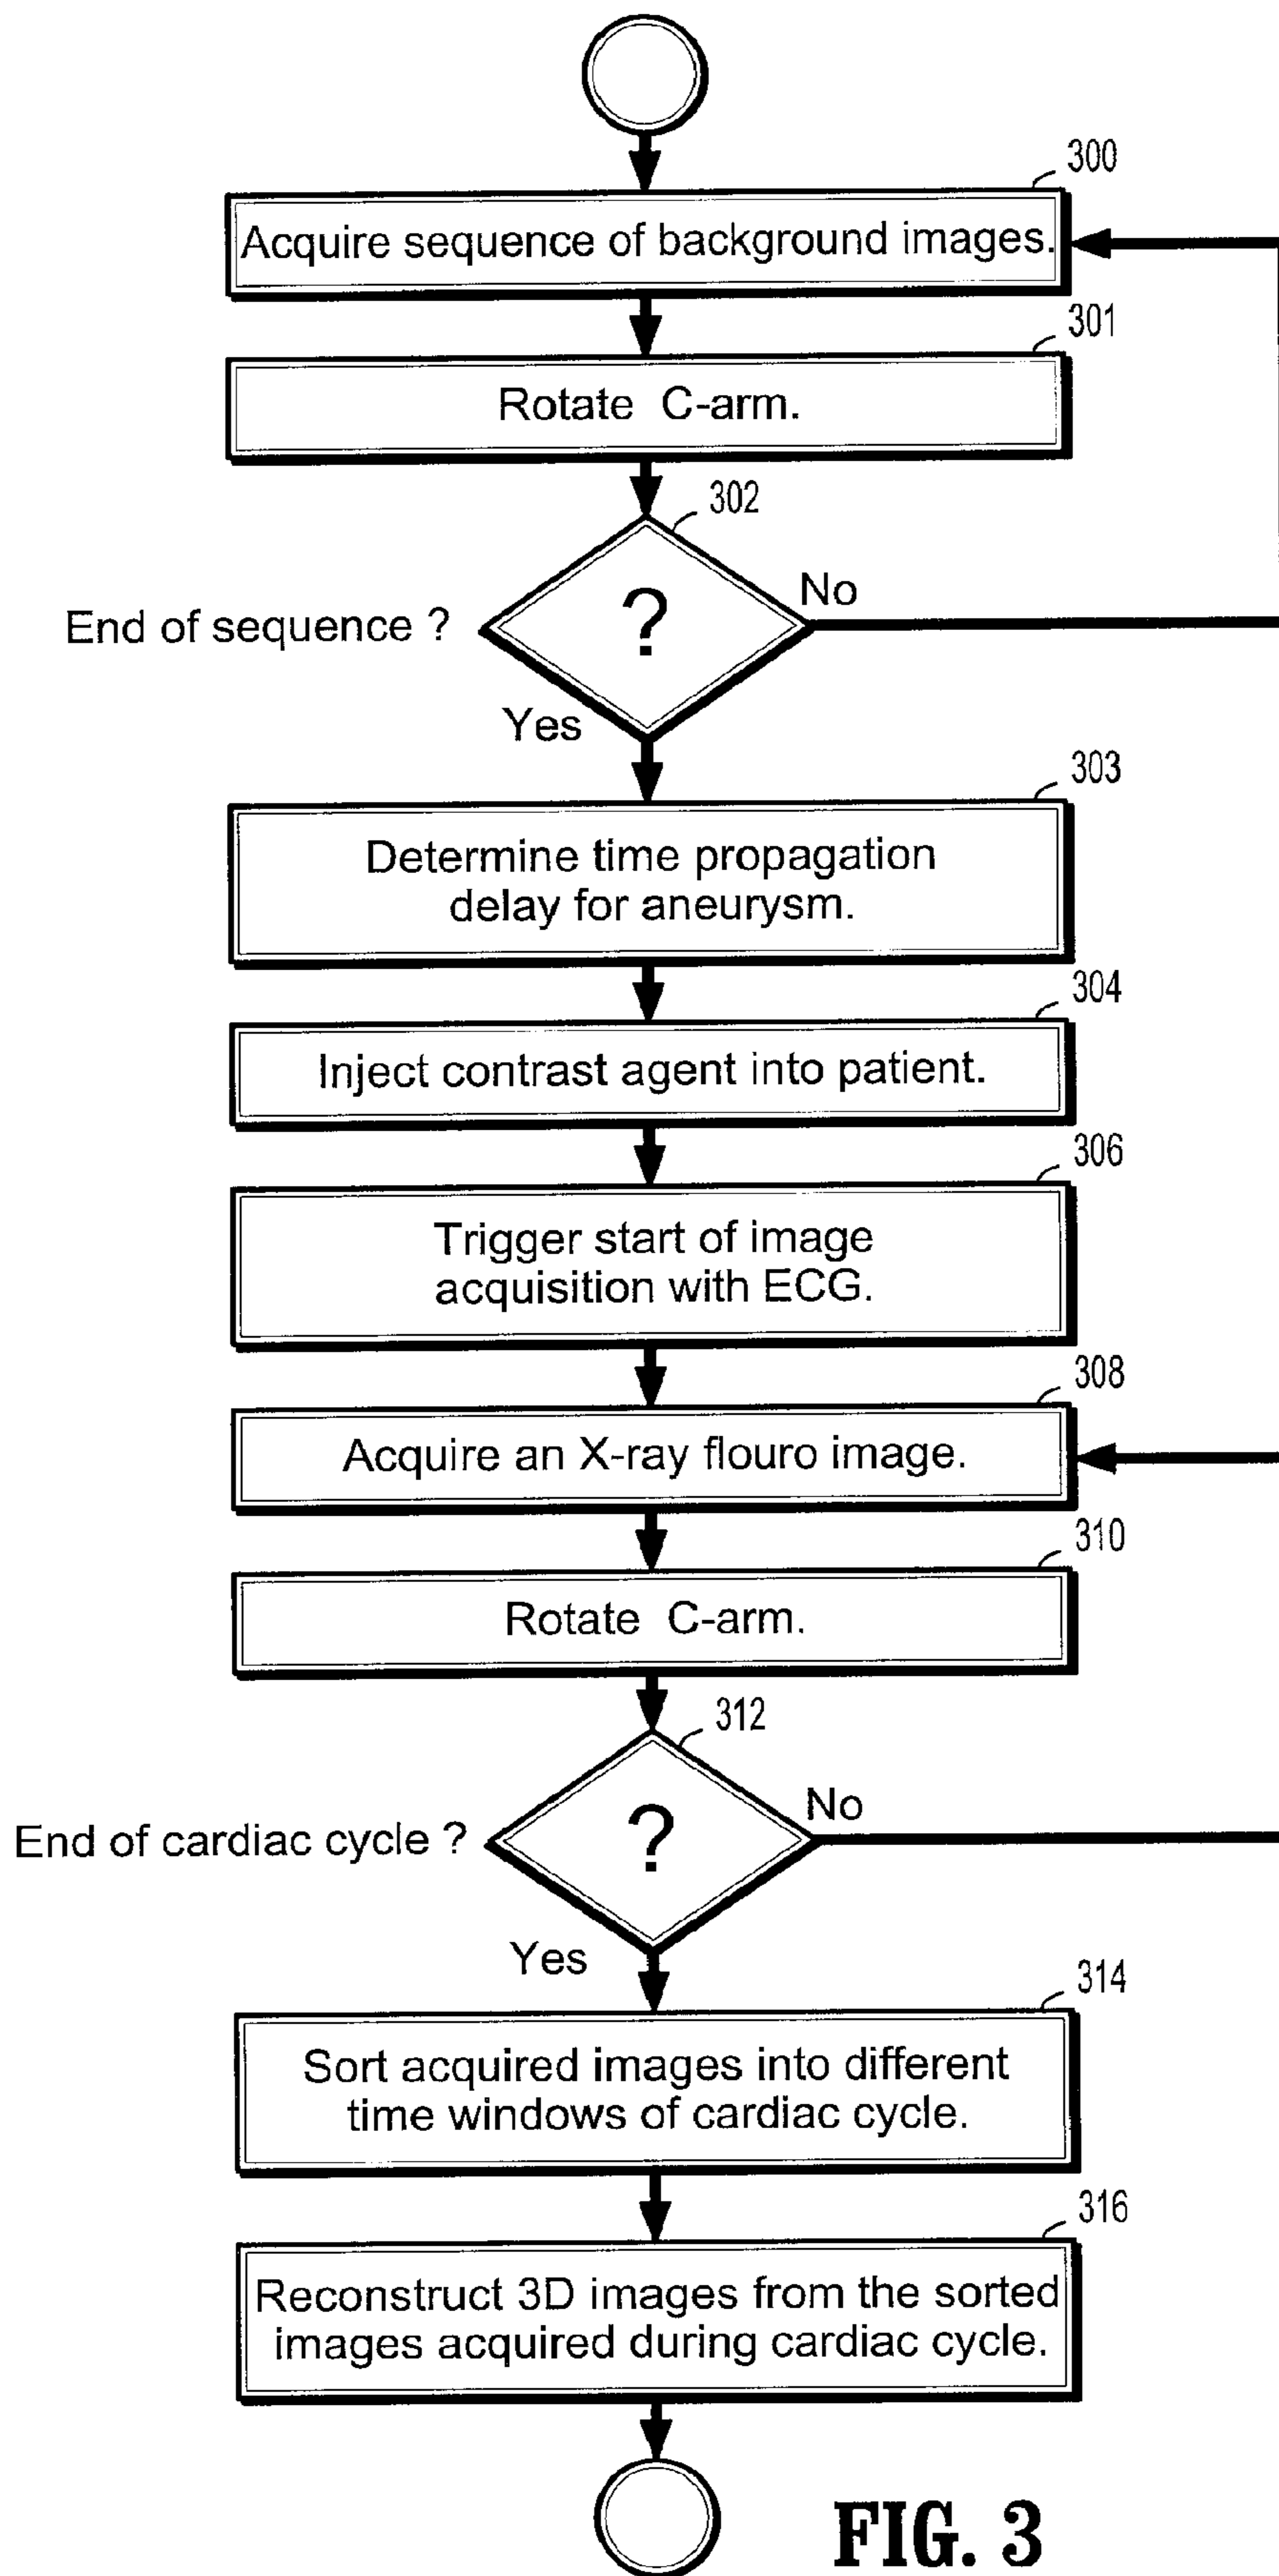 300
Acquire sequence of background images.
301
Rotate C-arm.
302
End of sequence ?
?
No
Yes
303
Determine time propagation
delay for aneurysm.
304
Inject contrast agent into patient.
306
Trigger start of image
acquisition with ECG.
308
Acquire an X-ray flouro image.
310
Rotate C-arm.
312
End of cardiac cycle ?
?
No
Yes
314
Sort acquired images into different
time windows of cardiac cycle.
316
Reconstruct 3D images from the sorted
images acquired during cardiac cycle.
FIG. 3